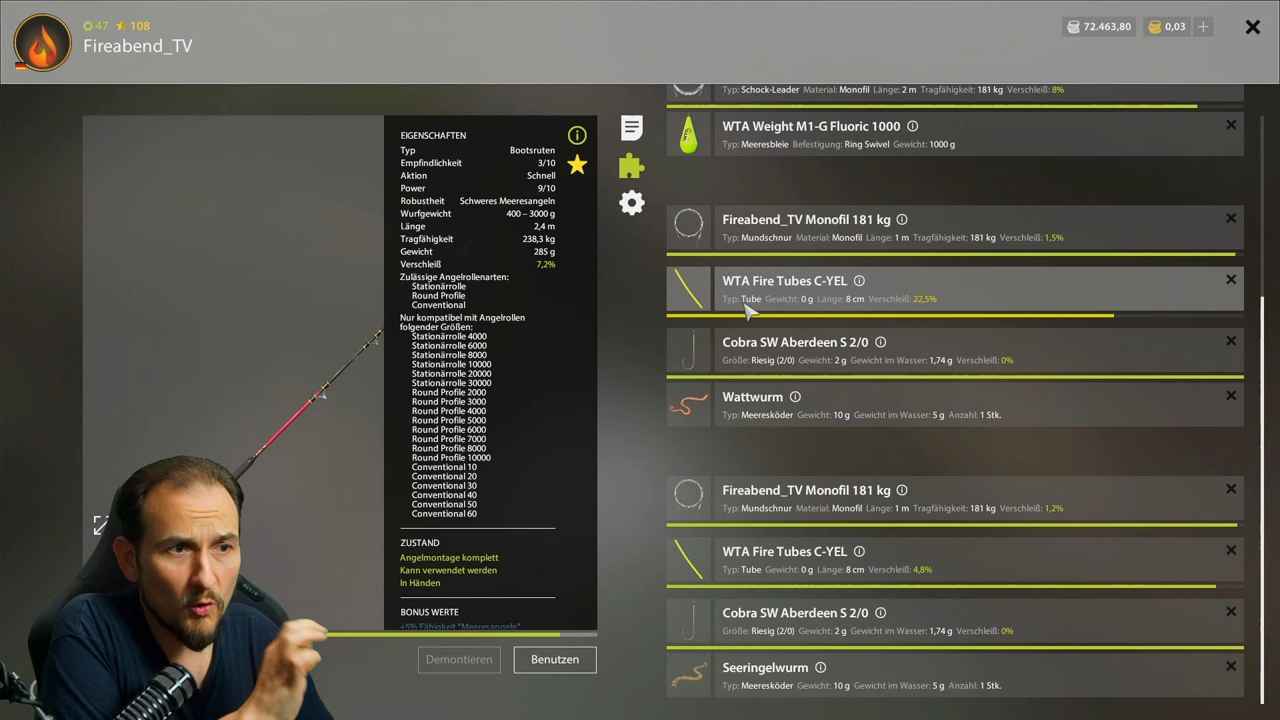 47 108
Fireabend_TV
72.463,80 0,03
EIGENSCHAFTEN
Typ Bootsruten
Empfindlichkeit 3/10
Aktion Schnell
Power 9/10
Robustheit Schweres Meeresangeln
Wurfgewicht 400 – 3000 g
Länge 2,4 m
Tragfähigkeit 238,3 kg
Gewicht 285 g
Verschleiß 7,2%
Zulässige Angelrollenarten:
Stationärrolle
Round Profile
Conventional
Nur kompatibel mit Angelrollen
folgender Größen:
Stationärrolle 4000
Stationärrolle 6000
Stationärrolle 8000
Stationärrolle 10000
Stationärrolle 20000
Stationärrolle 30000
Round Profile 2000
Round Profile 3000
Round Profile 4000
Round Profile 5000
Round Profile 6000
Round Profile 7000
Round Profile 8000
Round Profile 10000
Conventional 10
Conventional 20
Conventional 30
Conventional 40
Conventional 50
Conventional 60
ZUSTAND
Angelmontage komplett
Kann verwendet werden
In Händen
BONUS WERTE
+5% Fähigkeit "Meeresangeln"
Demontieren Benutzen
Typ: Schock-Leader Material: Monofil Länge: 2 m Tragfähigkeit: 181 kg Verschleiß: 8%
WTA Weight M1-G Fluoric 1000
Typ: Meeresbleie Befestigung: Ring Swivel Gewicht: 1000 g
Fireabend_TV Monofil 181 kg
Typ: Mundschnur Material: Monofil Länge: 1 m Tragfähigkeit: 181 kg Verschleiß: 1,5%
WTA Fire Tubes C-YEL
Typ: Tube Gewicht: 0 g Länge: 8 cm Verschleiß: 22,5%
Cobra SW Aberdeen S 2/0
Größe: Riesig (2/0) Gewicht: 2 g Gewicht im Wasser: 1,74 g Verschleiß: 0%
Wattwurm
Typ: Meeresköder Gewicht: 10 g Gewicht im Wasser: 5 g Anzahl: 1 Stk.
Fireabend_TV Monofil 181 kg
Typ: Mundschnur Material: Monofil Länge: 1 m Tragfähigkeit: 181 kg Verschleiß: 1,2%
WTA Fire Tubes C-YEL
Typ: Tube Gewicht: 0 g Länge: 8 cm Verschleiß: 4,8%
Cobra SW Aberdeen S 2/0
Größe: Riesig (2/0) Gewicht: 2 g Gewicht im Wasser: 1,74 g Verschleiß: 0%
Seeringelwurm
Typ: Meeresköder Gewicht: 10 g Gewicht im Wasser: 5 g Anzahl: 1 Stk.